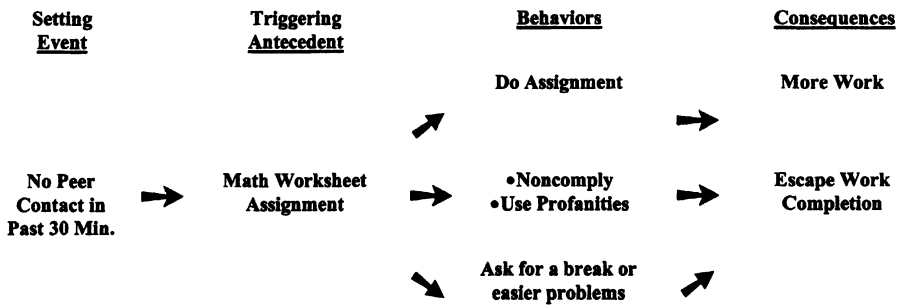 Setting
Event
Triggering
Antecedent
Behaviors
Consequences
Do Assignment
More Work
No Peer
Contact in
Past 30 Min.
Math Worksheet
Assignment
•Noncomply
•Use Profanities
Escape Work
Completion
Ask for a break or
easier problems